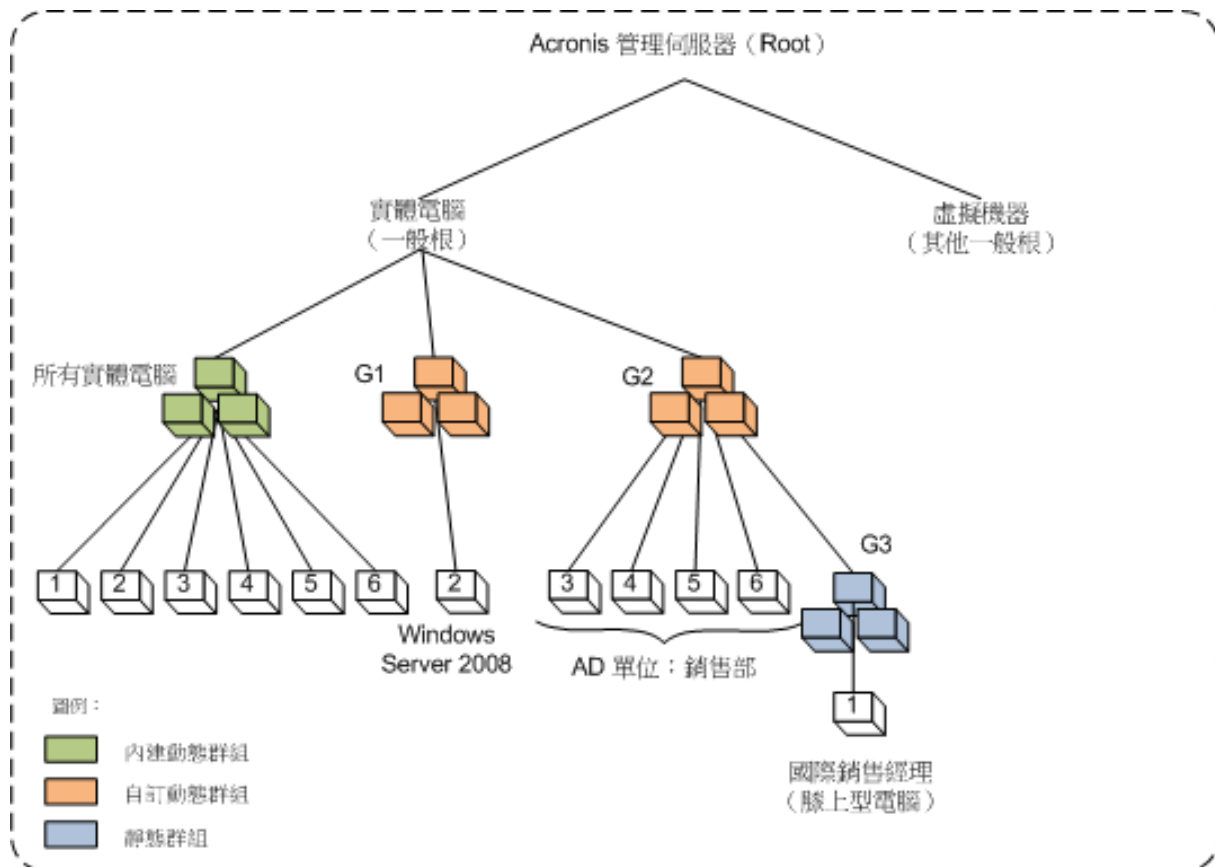 Acronis 管理伺服器（Root）
實體電腦
（一般根）
虛擬機器
（其他一般根）
所有實體電腦
G1
G2
1
2
3
4
5
6
2
3
4
5
6
G3
Windows
Server 2008
AD 單位：銷售部
1
國際銷售經理
（膝上型電腦）
圖例：
內建動態群組
自訂動態群組
靜態群組